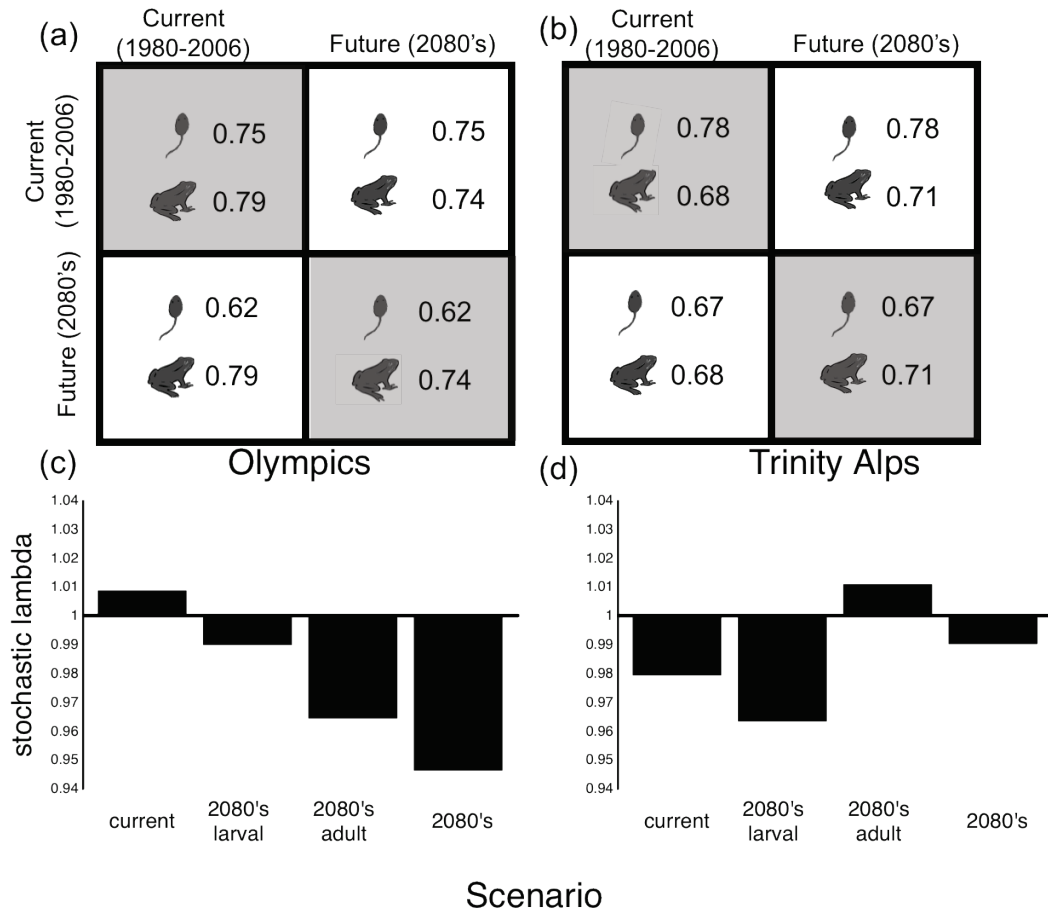 (a)
Current
(1980-2006)
Future (2080's)
Current
(1980-2006)
0.75
0.79
0.75
0.74
Future (2080's)
0.62
0.79
0.62
0.74
(b)
Current
(1980-2006)
Future (2080's)
0.78
0.68
0.78
0.71
0.67
0.68
0.67
0.71
(c)
Olympics
stochastic lambda
1.04
1.03
1.02
1.01
1
0.99
0.98
0.97
0.96
0.95
0.94
current
2080's
larval
2080's
adult
2080's
(d)
Trinity Alps
1.04
1.03
1.02
1.01
1
0.99
0.98
0.97
0.96
0.95
0.94
current
2080's
larval
2080's
adult
2080's
Scenario